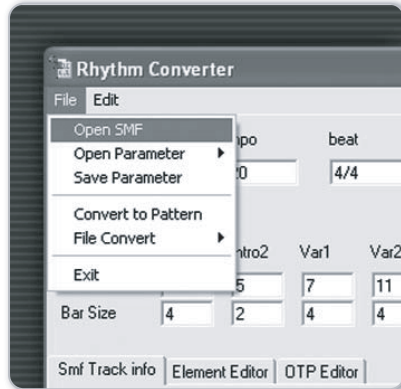 Rhythm Converter
File Edit
Open SMF
Open Parameter
Save Parameter
Convert to Pattern
File Convert
Exit
beat
4/4
Var1 Var2
5 7 11
Bar Size 4 2 4 4
Smf Track info Element Editor OTP Editor